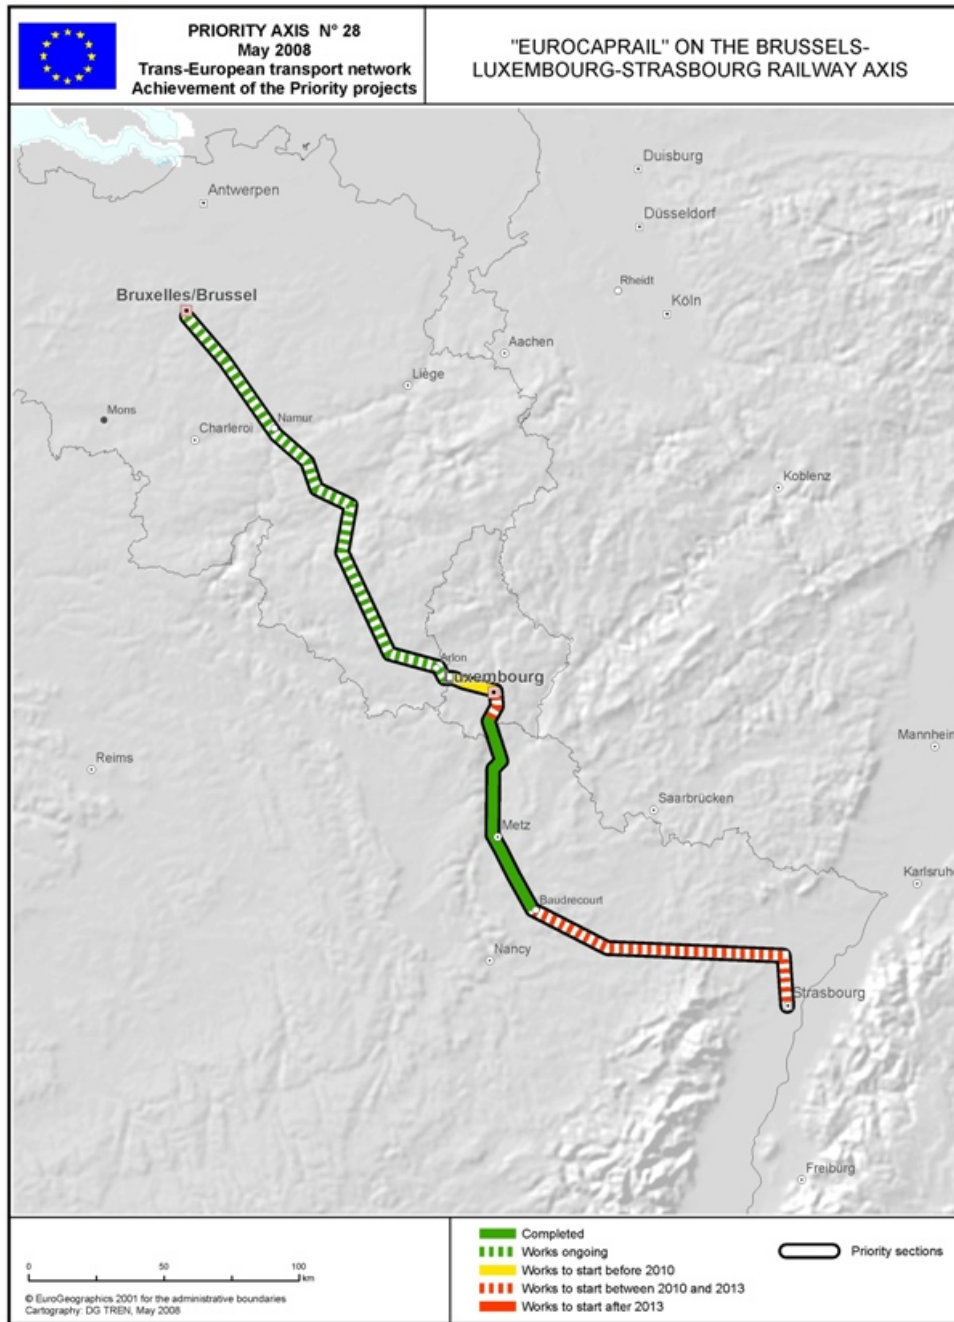 PRIORITY AXIS N° 28
May 2008
Trans-European transport network
Achievement of the Priority projects
"EUROCAPRAIL" ON THE BRUSSELS-
LUXEMBOURG-STRASBOURG RAILWAY AXIS
Duisburg
Antwerpen
Düsseldorf
Rheidt
Bruxelles/Brussel
Köln
Aachen
Liège
Mons
Namur
Charleroi
Koblenz
Arlon
Luxembourg
Mannheim
Reims
Saarbrücken
Metz
Karlsruhe
Baudrecourt
Nancy
Strasbourg
Freiburg
0 50 100
km
© EuroGeographics 2001 for the administrative boundaries
Cartography: DG TREN, May 2008
Completed
Works ongoing
Works to start before 2010
Works to start between 2010 and 2013
Works to start after 2013
Priority sections